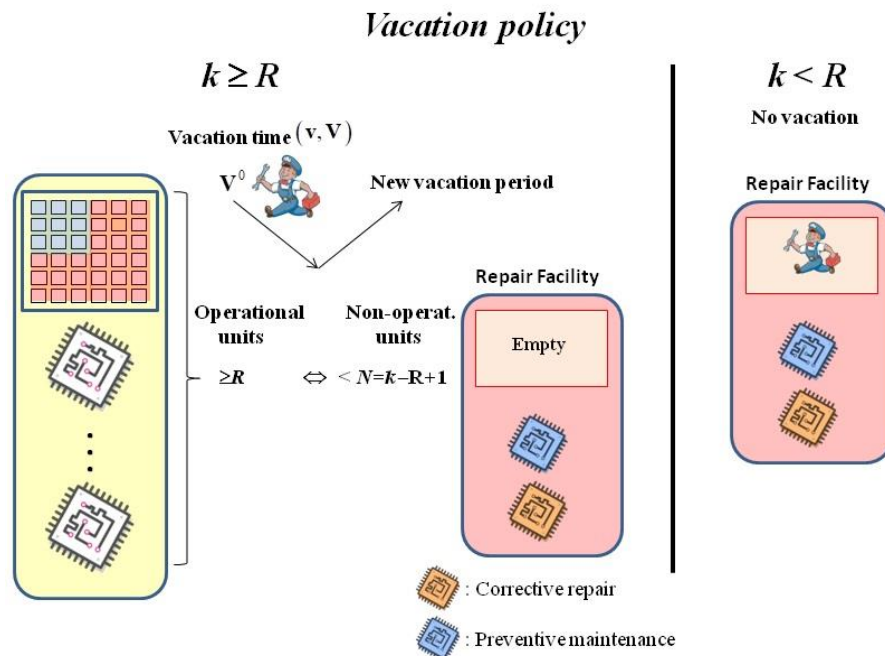 Vacation policy
k ≥ R
Vacation time (v, V)
V⁰
New vacation period
Operational units
≥R
⇔
Non-operat. units
< N=k–R+1
Repair Facility
Empty
k < R
No vacation
Repair Facility
: Corrective repair
: Preventive maintenance